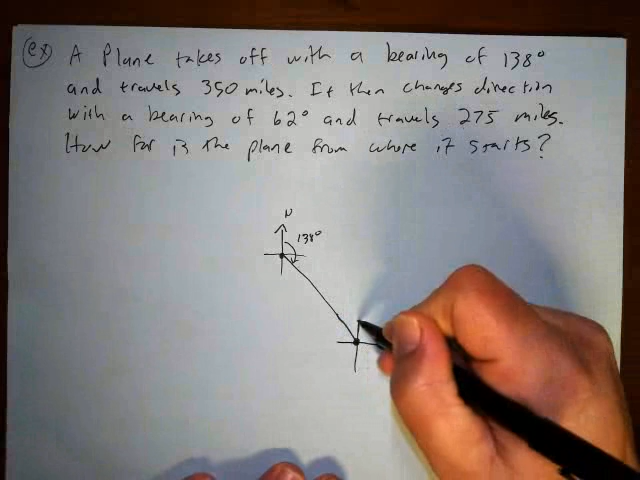 ex) A Plane takes off with a bearing of 138°
and travels 350 miles. It then changes direction
with a bearing of 62° and travels 275 miles.
How far is the plane from where it starts?
N
138°